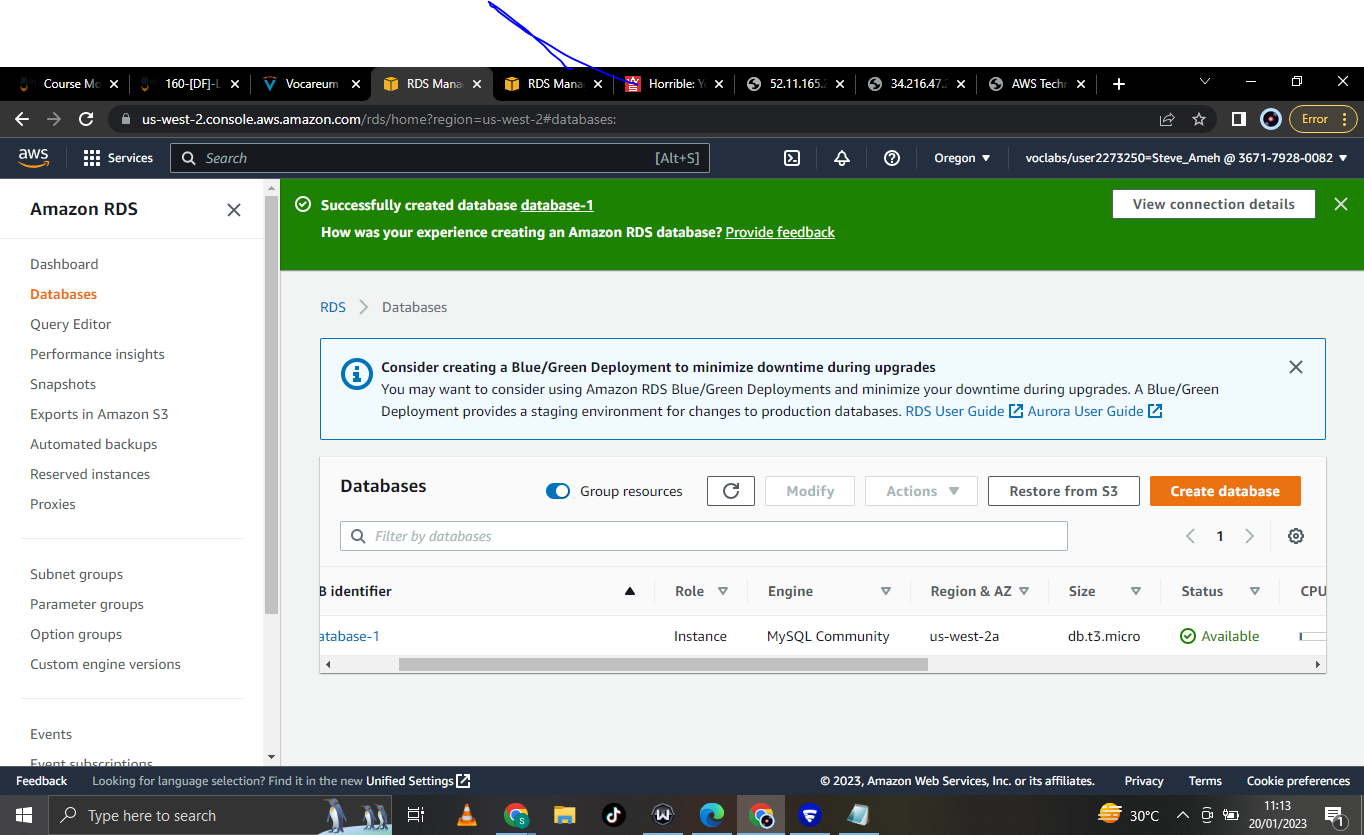 Course Mo
160-[DF]-L
Vocareum
RDS Mana
RDS Mana
Horrible: Yo
52.11.165.2
34.216.47.2
AWS Techn
us-west-2.console.aws.amazon.com/rds/home?region=us-west-2#databases:
Error
aws
Services
Search
[Alt+S]
Oregon
voclabs/user2273250=Steve_Ameh @ 3671-7928-0082
Amazon RDS
Dashboard
Databases
Query Editor
Performance insights
Snapshots
Exports in Amazon S3
Automated backups
Reserved instances
Proxies
Subnet groups
Parameter groups
Option groups
Custom engine versions
Events
Event subscriptions
Successfully created database database-1
View connection details
How was your experience creating an Amazon RDS database? Provide feedback
RDS
Databases
Consider creating a Blue/Green Deployment to minimize downtime during upgrades
You may want to consider using Amazon RDS Blue/Green Deployments and minimize your downtime during upgrades. A Blue/Green
Deployment provides a staging environment for changes to production databases. RDS User Guide Aurora User Guide
Databases
Group resources
Modify
Actions
Restore from S3
Create database
Filter by databases
1
B identifier
Role
Engine
Region & AZ
Size
Status
CPU
atabase-1
Instance
MySQL Community
us-west-2a
db.t3.micro
Available
Feedback
Looking for language selection? Find it in the new Unified Settings
© 2023, Amazon Web Services, Inc. or its affiliates.
Privacy
Terms
Cookie preferences
Type here to search
30°C
11:13
20/01/2023
1